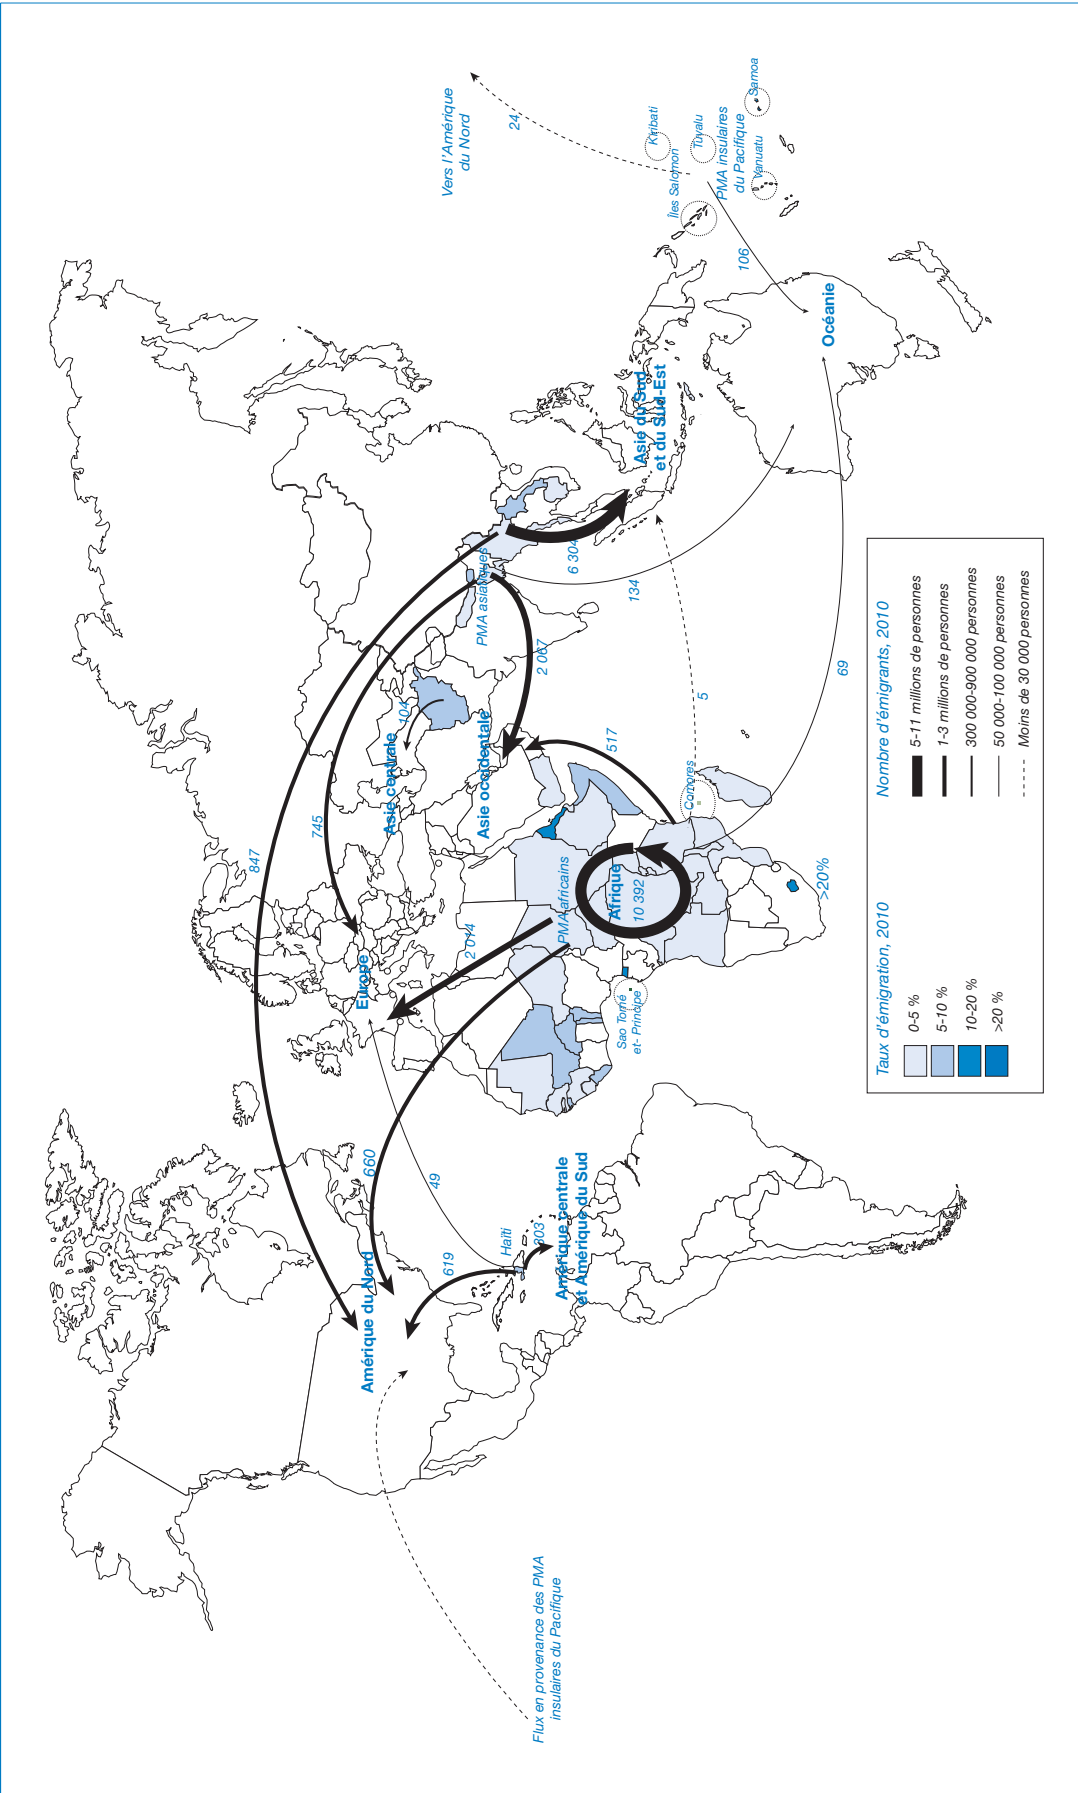 Vers l'Amérique
du Nord
24
Kiribati
Tuvalu
Samoa
Îles Salomon
PMA insulaires
du Pacifique
Vanuatu
106
Océanie
Asie du Sud
et du Sud-Est
6 304
134
PMA asiatiques
2 067
104
Asie centrale
Asie occidentale
745
847
517
5
69
Comores
Afrique
10 392
PMA africains
2 014
Europe
Sao Tomé
et- Principe
>20%
660
49
619
Haïti
303
Amérique du Nord
Amérique centrale
et Amérique du Sud
Flux en provenance des PMA
insulaires du Pacifique
Taux d'émigration, 2010
0-5 %
5-10 %
10-20 %
>20 %
Nombre d'émigrants, 2010
5-11 millions de personnes
1-3 millions de personnes
300 000-900 000 personnes
50 000-100 000 personnes
Moins de 30 000 personnes